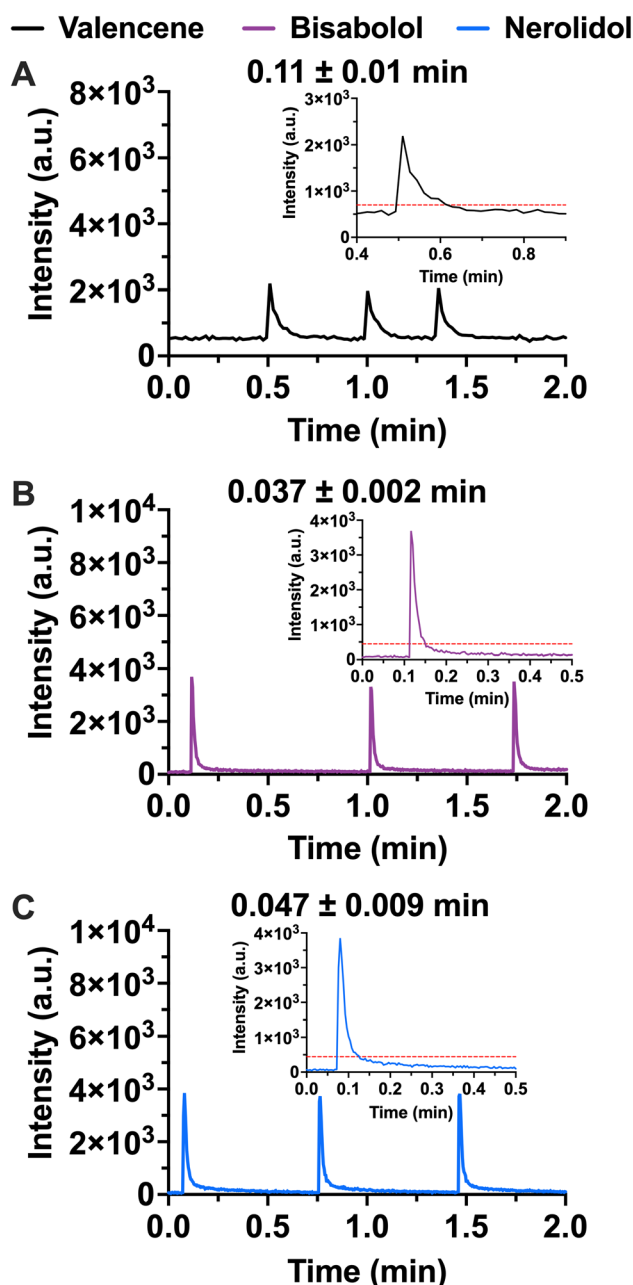 Valencene Bisabolol Nerolidol
A
0.11 ± 0.01 min
8×10³
6×10³
4×10³
2×10³
0
Intensity (a.u.)
0.0 0.5 1.0 1.5 2.0
Time (min)
3×10³
2×10³
1×10³
0
Intensity (a.u.)
0.4 0.6 0.8
Time (min)
B
0.037 ± 0.002 min
1×10⁴
8×10³
6×10³
4×10³
2×10³
0
Intensity (a.u.)
0.0 0.5 1.0 1.5 2.0
Time (min)
4×10³
3×10³
2×10³
1×10³
0
Intensity (a.u.)
0.0 0.1 0.2 0.3 0.4 0.5
Time (min)
C
0.047 ± 0.009 min
1×10⁴
8×10³
6×10³
4×10³
2×10³
0
Intensity (a.u.)
0.0 0.5 1.0 1.5 2.0
Time (min)
4×10³
3×10³
2×10³
1×10³
0
Intensity (a.u.)
0.0 0.1 0.2 0.3 0.4 0.5
Time (min)